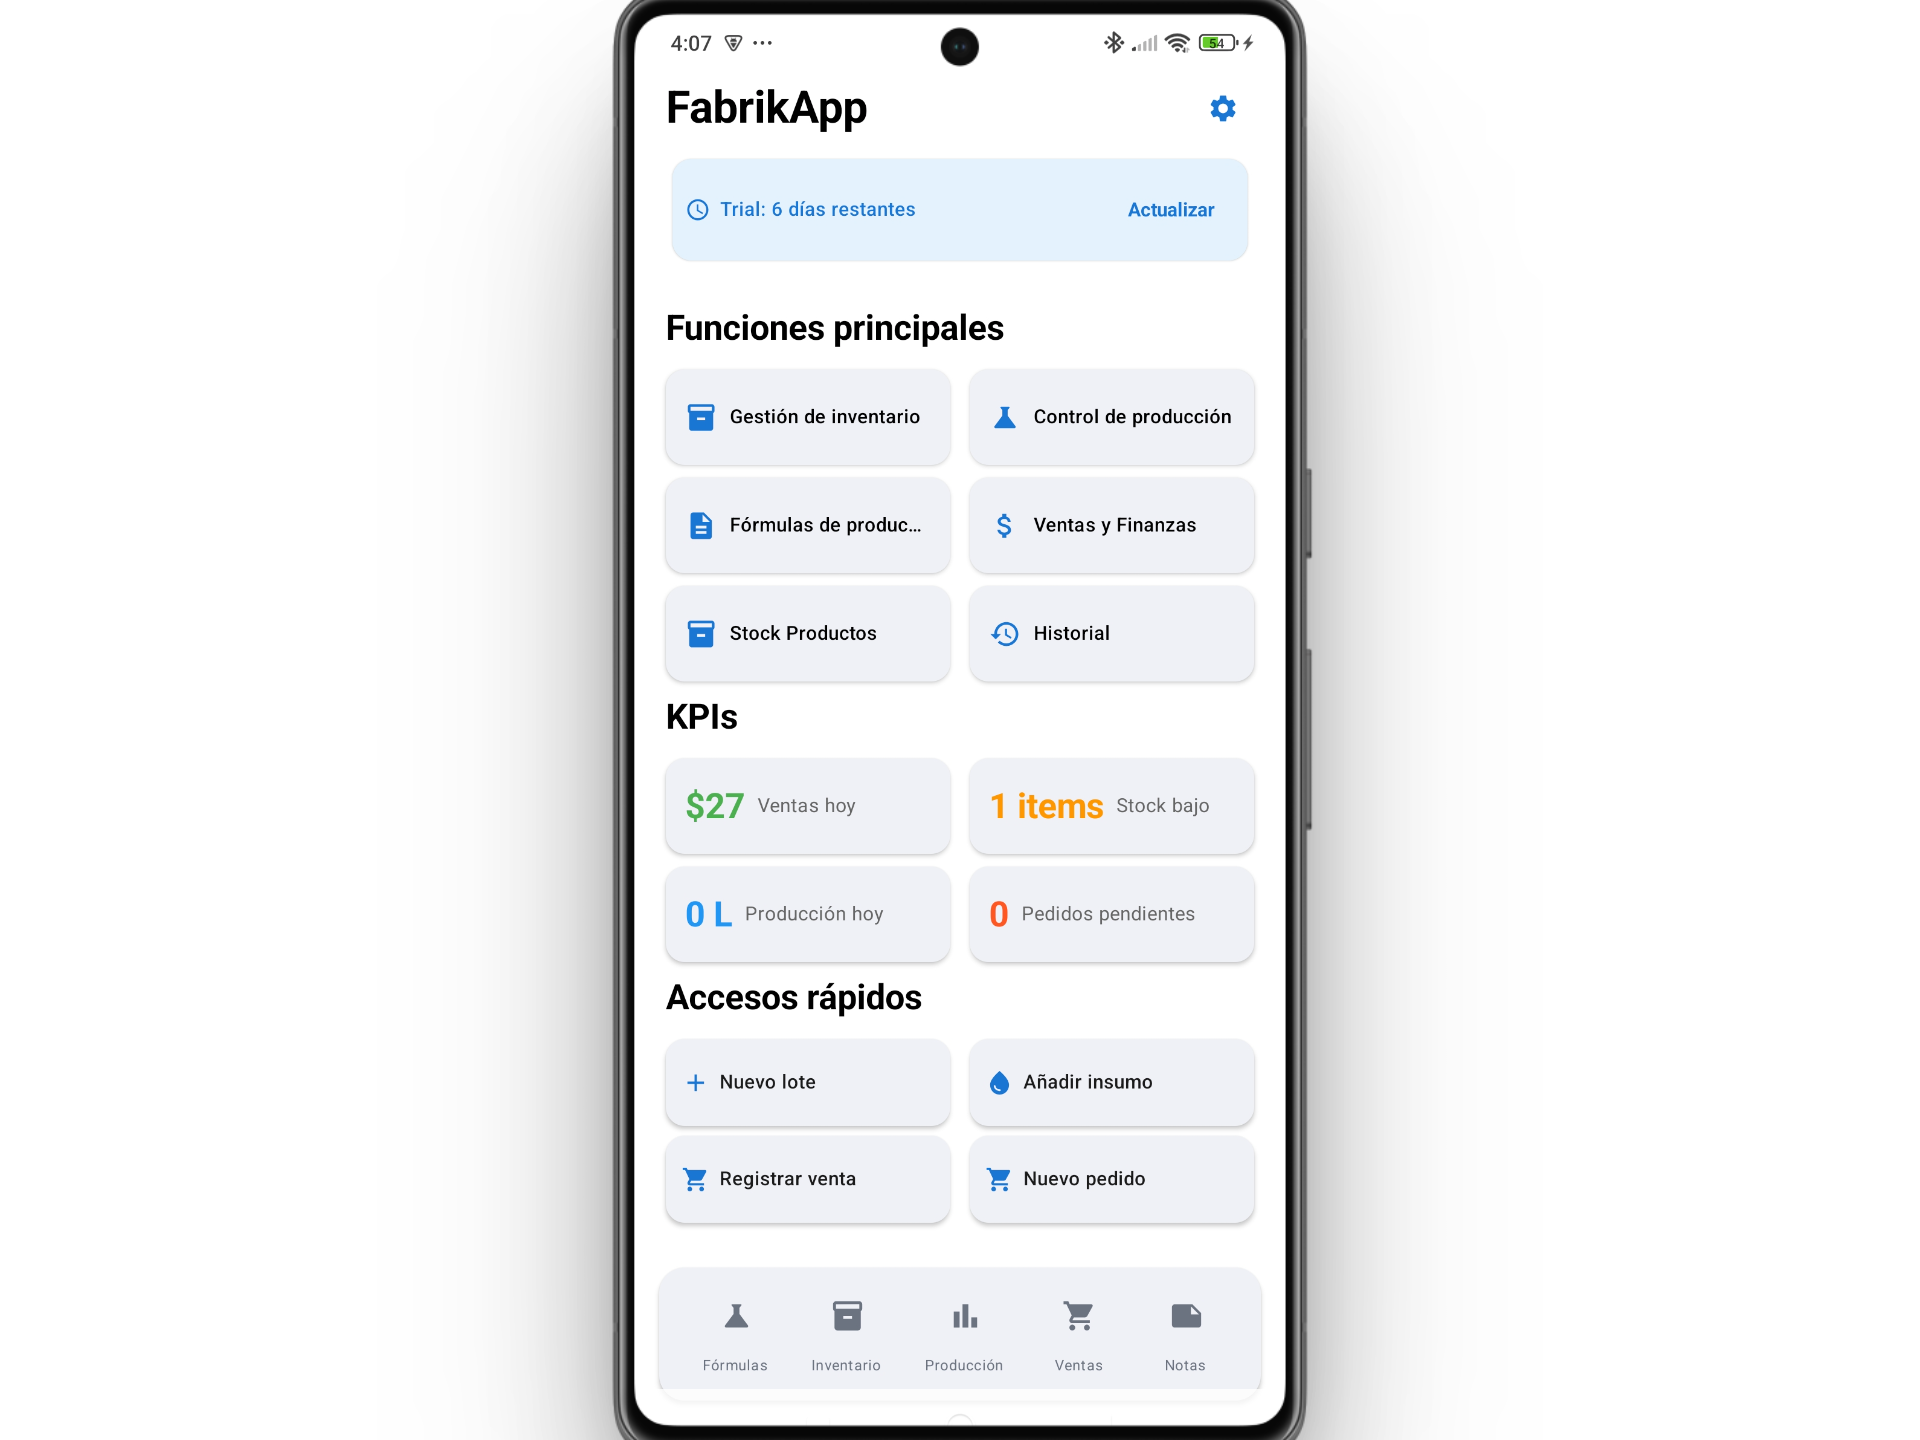 4:07
54
FabrikApp
Trial: 6 días restantes
Actualizar
Funciones principales
Gestión de inventario
Control de producción
Fórmulas de produc...
Ventas y Finanzas
Stock Productos
Historial
KPIs
$27 Ventas hoy
1 items Stock bajo
0 L Producción hoy
0 Pedidos pendientes
Accesos rápidos
Nuevo lote
Añadir insumo
Registrar venta
Nuevo pedido
Fórmulas
Inventario
Producción
Ventas
Notas